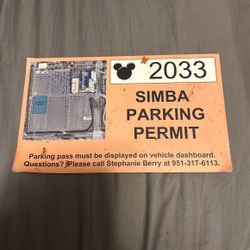 2033
SIMBA
PARKING
PERMIT
Parking pass must be displayed on vehicle dashboard.
Questions? Please call Stephanie Berry at 951-317-6113.